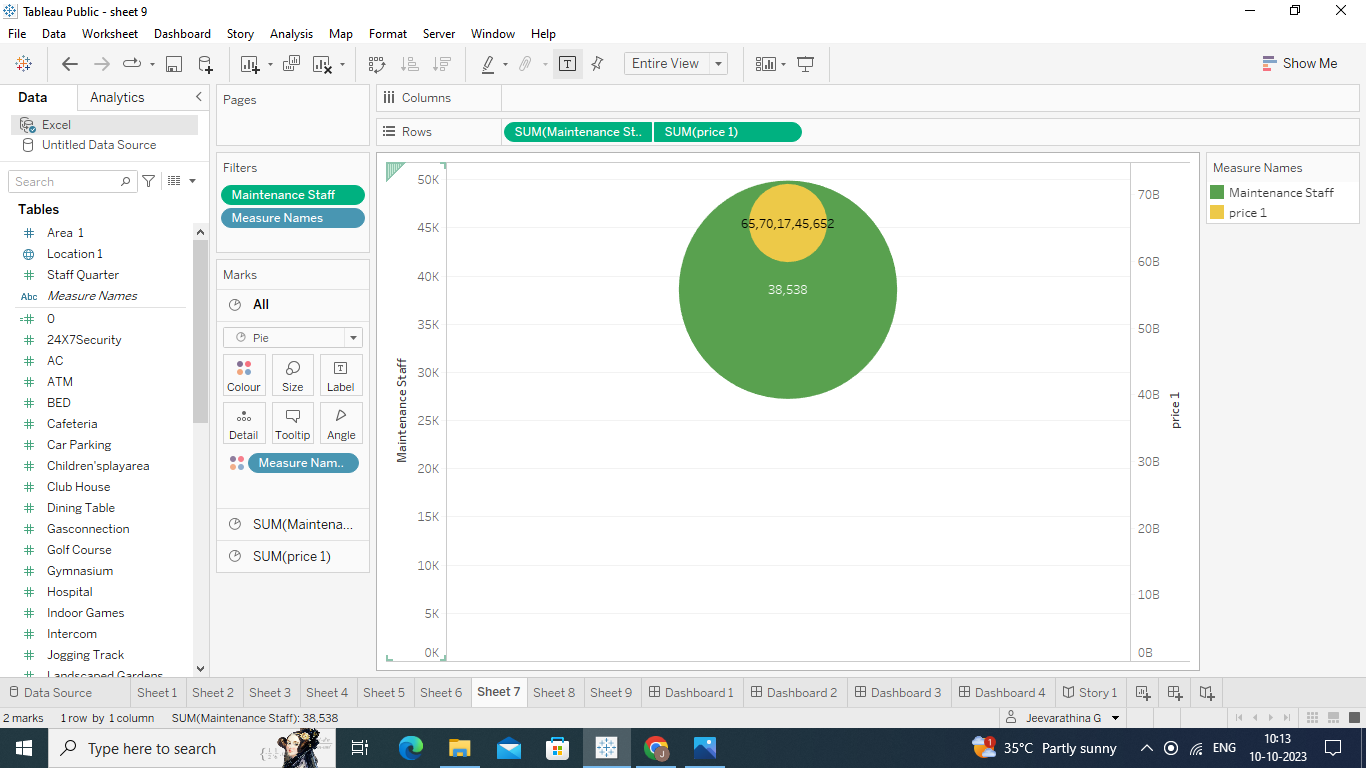 Tableau Public - sheet 9
File Data Worksheet Dashboard Story Analysis Map Format Server Window Help
Entire View
Show Me
Data Analytics
Excel
Untitled Data Source
Search
Tables
Area 1
Location 1
Staff Quarter
Abc Measure Names
0
24X7Security
AC
ATM
BED
Cafeteria
Car Parking
Children'splayarea
Club House
Dining Table
Gasconnection
Golf Course
Gymnasium
Hospital
Indoor Games
Intercom
Jogging Track
Landscaped Gardens
Pages
Filters
Maintenance Staff
Measure Names
Marks
All
Pie
Colour Size Label
Detail Tooltip Angle
Measure Nam..
SUM(Maintena...
SUM(price 1)
Columns
Rows SUM(Maintenance St.. SUM(price 1)
50K
45K
40K
35K
30K
25K
20K
15K
10K
5K
0K
Maintenance Staff
65,70,17,45,652
38,538
70B
60B
50B
40B
30B
20B
10B
0B
price 1
Measure Names
Maintenance Staff
price 1
Data Source Sheet 1 Sheet 2 Sheet 3 Sheet 4 Sheet 5 Sheet 6 Sheet 7 Sheet 8 Sheet 9 Dashboard 1 Dashboard 2 Dashboard 3 Dashboard 4 Story 1
2 marks 1 row by 1 column SUM(Maintenance Staff): 38,538 Jeevarathina G
Type here to search
1
J
35°C Partly sunny
ENG
10:13
10-10-2023